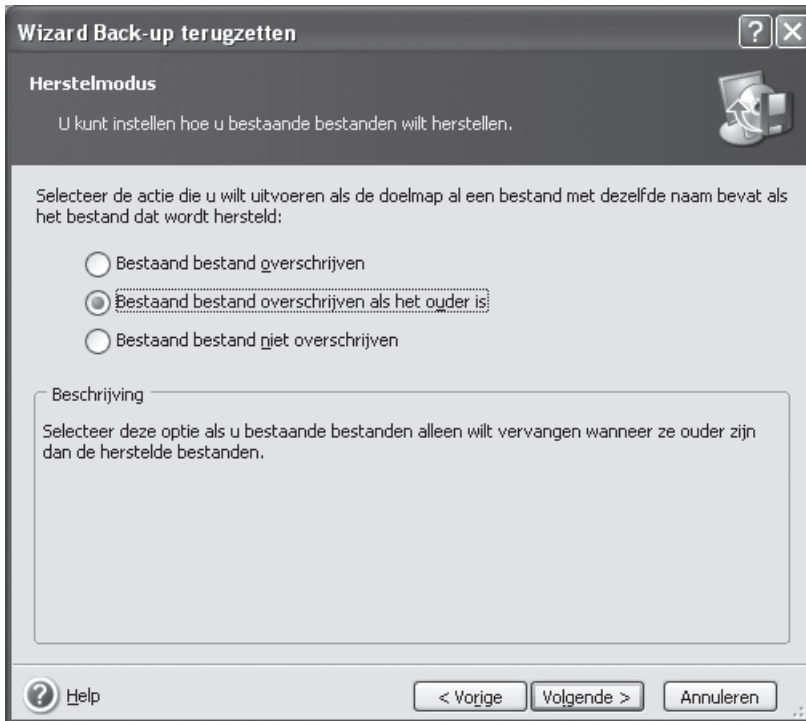 Wizard Back-up terugzetten
Herstelmodus
U kunt instellen hoe u bestaande bestanden wilt herstellen.
Selecteer de actie die u wilt uitvoeren als de doelmap al een bestand met dezelfde naam bevat als
het bestand dat wordt hersteld:
Bestaand bestand overschrijven
Bestaand bestand overschrijven als het ouder is
Bestaand bestand niet overschrijven
Beschrijving
Selecteer deze optie als u bestaande bestanden alleen wilt vervangen wanneer ze ouder zijn
dan de herstelde bestanden.
Help
< Vorige
Volgende >
Annuleren